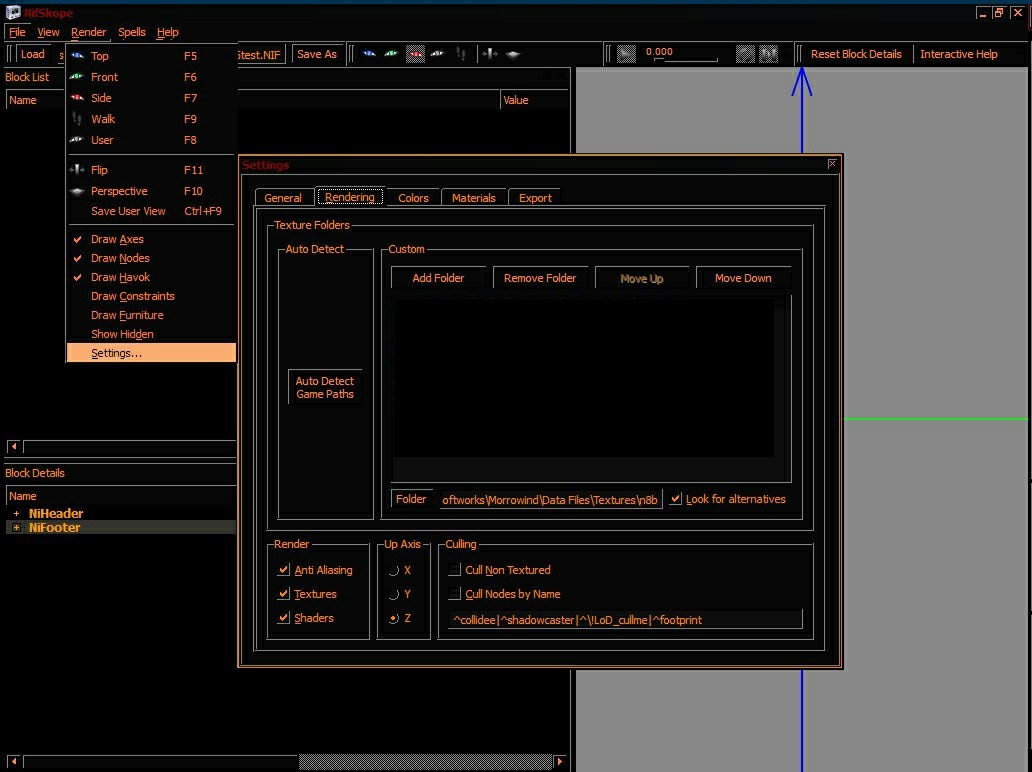 NifSkope
File View Render Spells Help
Load stest.NIF Save As 0.000 Reset Block Details Interactive Help
Block List
Name Value
Top F5
Front F6
Side F7
Walk F9
User F8
Flip F11
Perspective F10
Save User View Ctrl+F9
Draw Axes
Draw Nodes
Draw Havok
Draw Constraints
Draw Furniture
Show Hidden
Settings...
Block Details
Name
NiHeader
NiFooter
Settings
General Rendering Colors Materials Export
Texture Folders
Auto Detect
Auto Detect
Game Paths
Custom
Add Folder Remove Folder Move Up Move Down
Folder oftworks\Morrowind\Data Files\Textures\n8b Look for alternatives
Render
Anti Aliasing
Textures
Shaders
Up Axis
X
Y
Z
Culling
Cull Non Textured
Cull Nodes by Name
^collidee|^shadowcaster|^\!LoD_cullme|^footprint